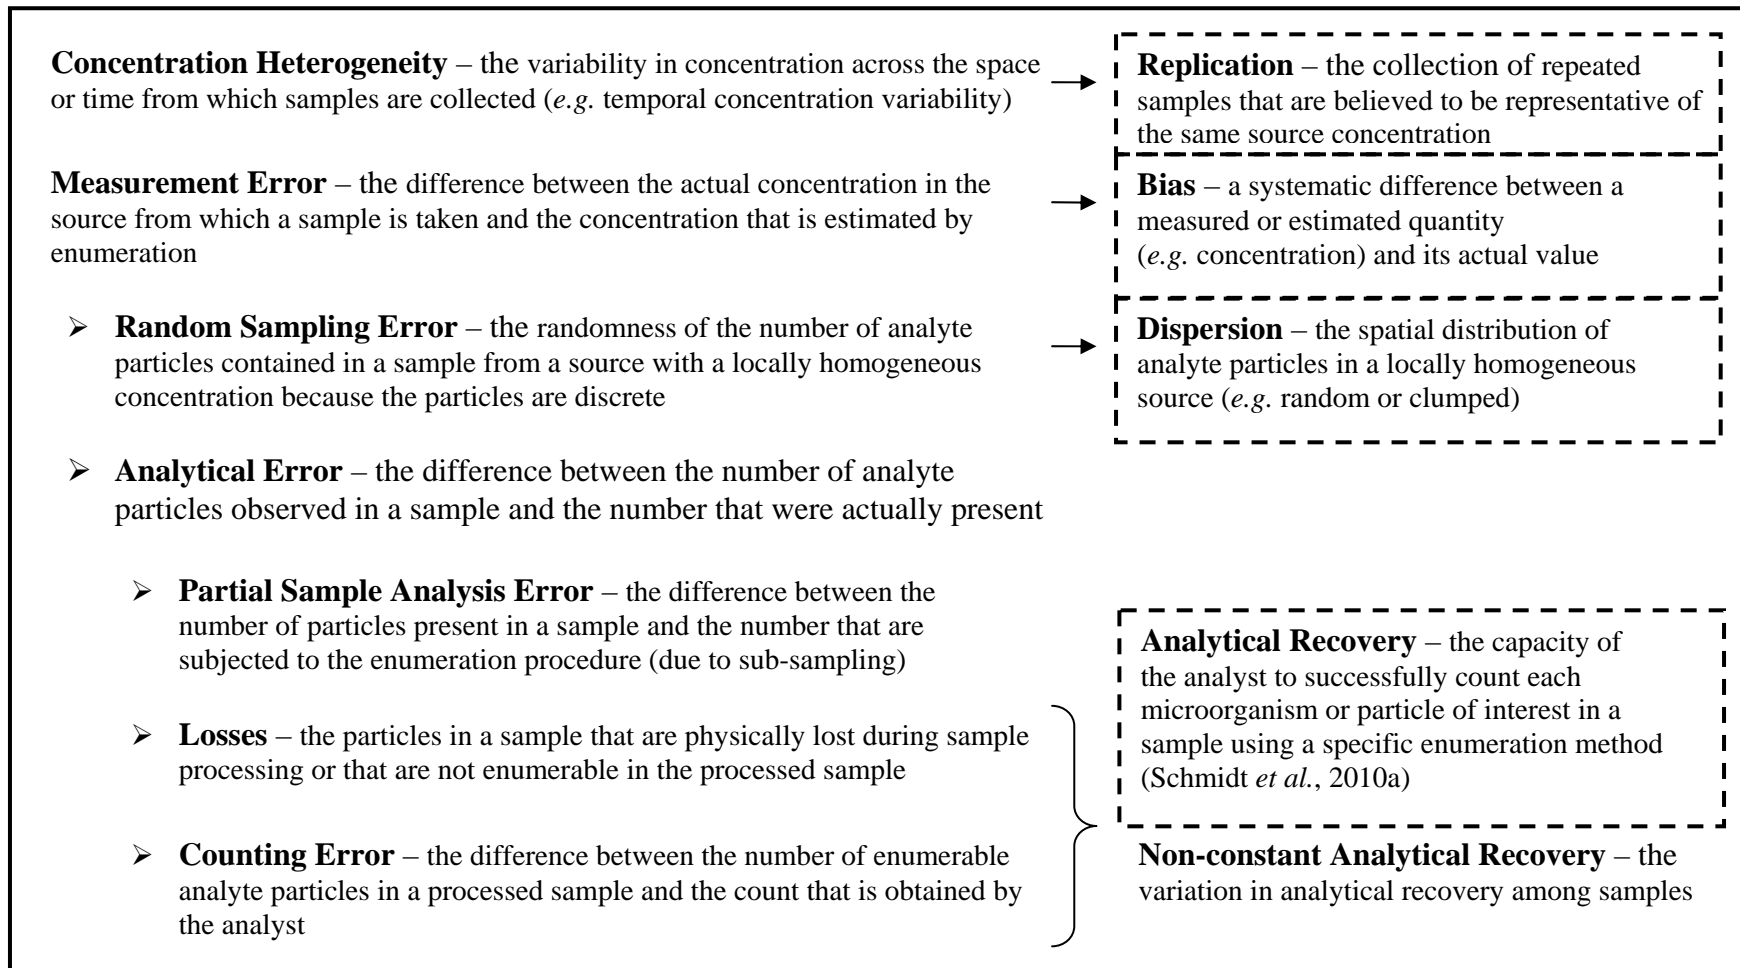 Concentration Heterogeneity – the variability in concentration across the space
or time from which samples are collected (e.g. temporal concentration variability)
Replication – the collection of repeated
samples that are believed to be representative of
the same source concentration
Measurement Error – the difference between the actual concentration in the
source from which a sample is taken and the concentration that is estimated by
enumeration
Bias – a systematic difference between a
measured or estimated quantity
(e.g. concentration) and its actual value
➢ Random Sampling Error – the randomness of the number of analyte
particles contained in a sample from a source with a locally homogeneous
concentration because the particles are discrete
Dispersion – the spatial distribution of
analyte particles in a locally homogeneous
source (e.g. random or clumped)
➢ Analytical Error – the difference between the number of analyte
particles observed in a sample and the number that were actually present
➢ Partial Sample Analysis Error – the difference between the
number of particles present in a sample and the number that are
subjected to the enumeration procedure (due to sub-sampling)
➢ Losses – the particles in a sample that are physically lost during sample
processing or that are not enumerable in the processed sample
➢ Counting Error – the difference between the number of enumerable
analyte particles in a processed sample and the count that is obtained by
the analyst
Analytical Recovery – the capacity of
the analyst to successfully count each
microorganism or particle of interest in a
sample using a specific enumeration method
(Schmidt et al., 2010a)
Non-constant Analytical Recovery – the
variation in analytical recovery among samples